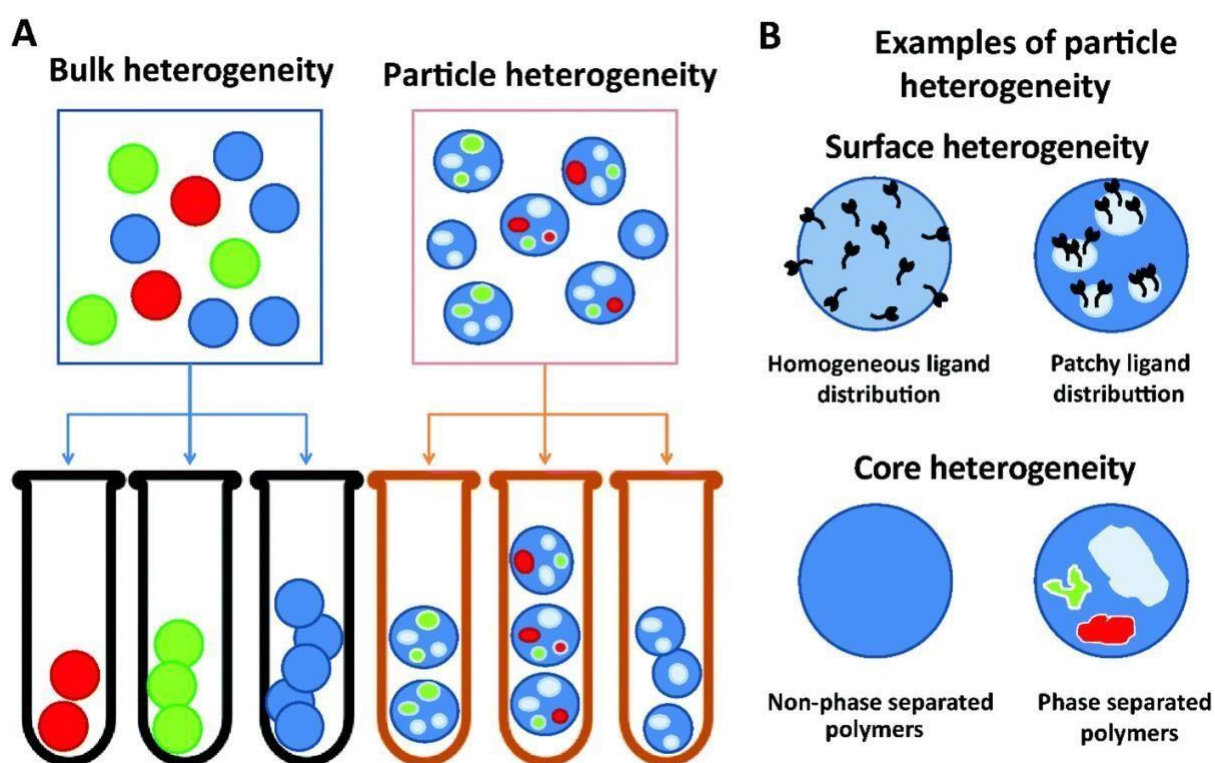 A
Bulk heterogeneity
Particle heterogeneity
B
Examples of particle
heterogeneity
Surface heterogeneity
Homogeneous ligand
distribution
Patchy ligand
distributtion
Core heterogeneity
Non-phase separated
polymers
Phase separated
polymers